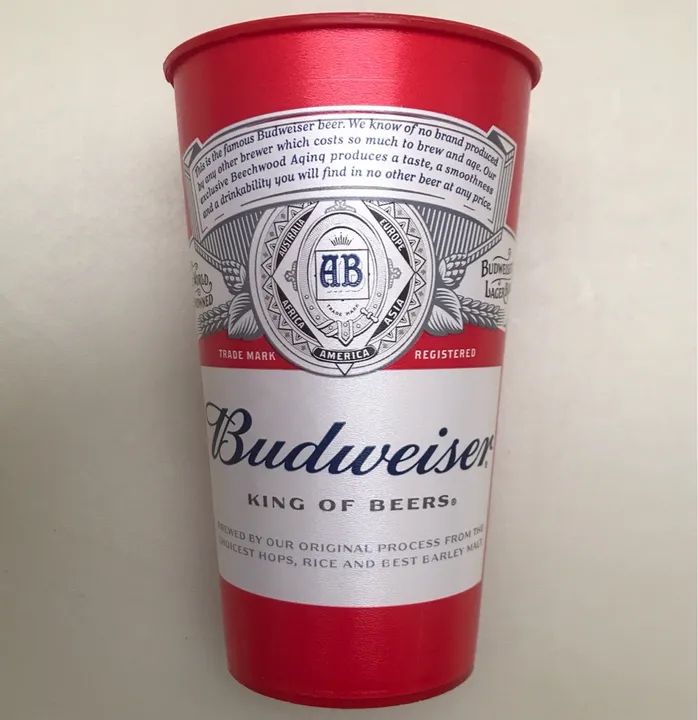 This is the famous Budweiser beer. We know of no brand produced
by any other brewer which costs so much to brew and age. Our
exclusive Beechwood Aging produces a taste, a smoothness
and a drinkability you will find in no other beer at any price.
AUSTRALIA
EUROPE
AB
TRADE MARK
AFRICA
ASIA
AMERICA
TRADE MARK
REGISTERED
Budweiser
KING OF BEERS®
BY OUR ORIGINAL PROCESS FROM THE
HOPS, RICE AND BEST BARLEY MALT